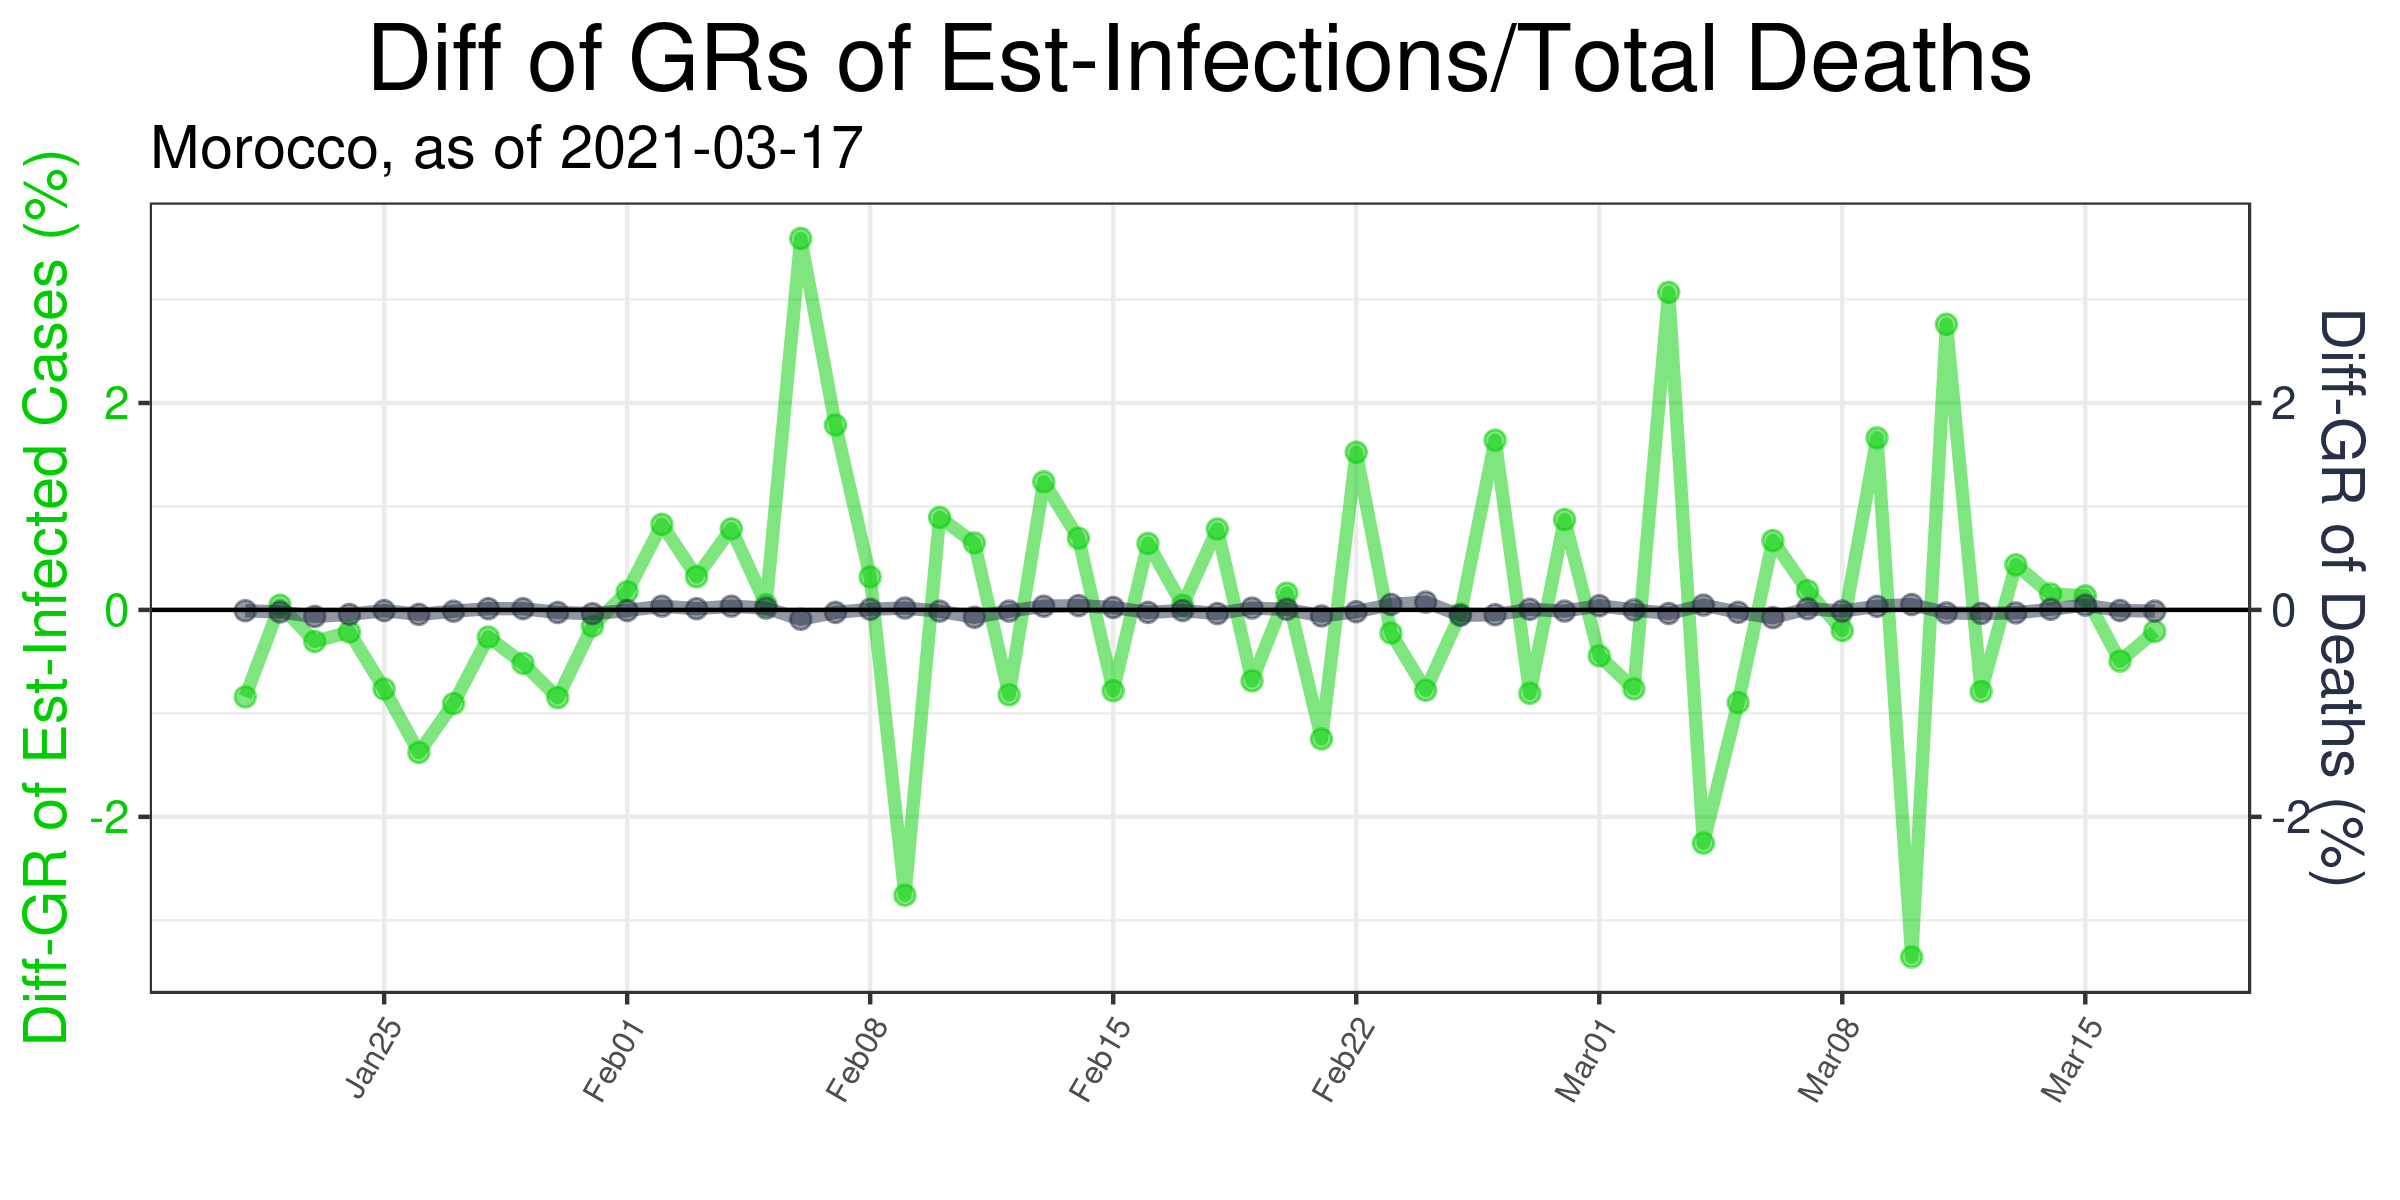 Diff of GRs of Est-Infections/Total Deaths
Morocco, as of 2021-03-17
Diff-GR of Est-Infected Cases (%)
2
0
-2
2
0
-2
Diff-GR of Deaths (%)
Jan25
Feb01
Feb08
Feb15
Feb22
Mar01
Mar08
Mar15